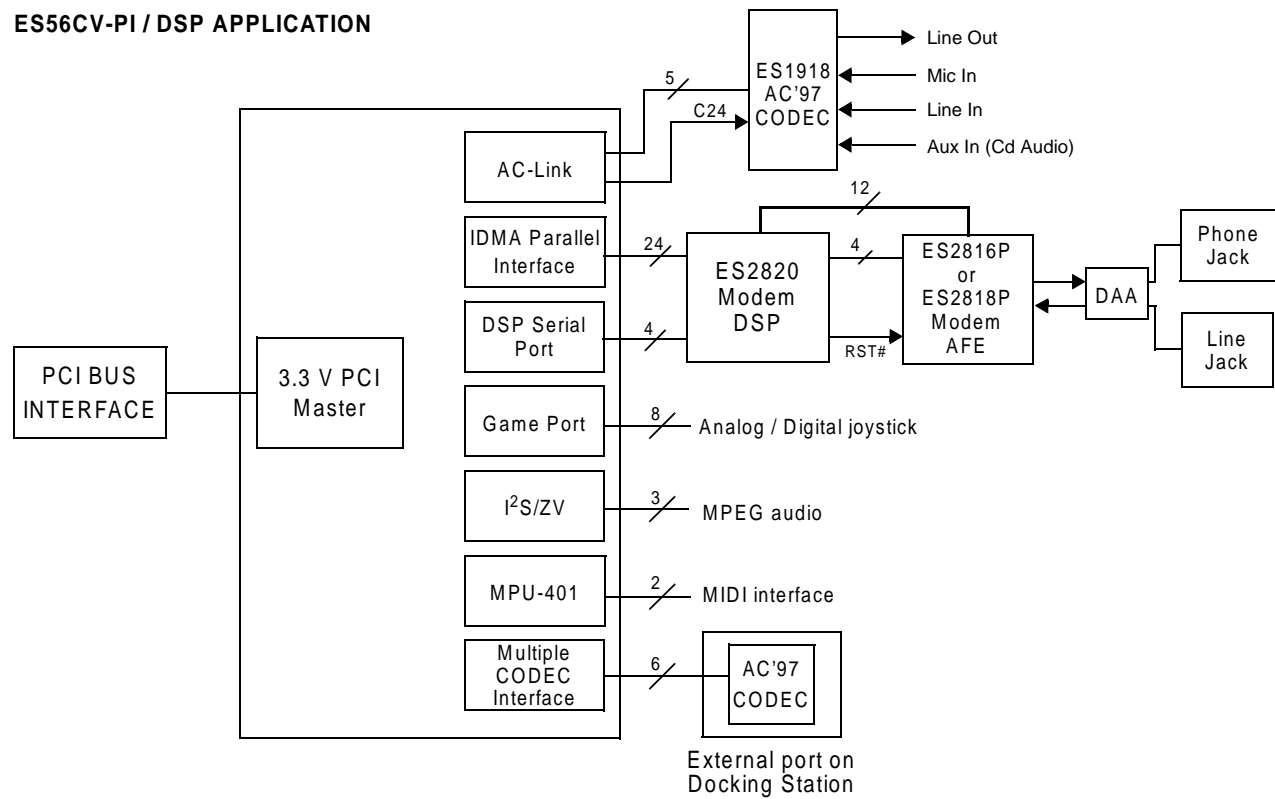 ES56CV-PI / DSP APPLICATION
ES1918
AC'97
CODEC
Line Out
Mic In
Line In
Aux In (Cd Audio)
5
C24
AC-Link
IDMA Parallel
Interface
24
ES2820
Modem
DSP
12
4
RST#
ES2816P
or
ES2818P
Modem
AFE
DAA
Phone
Jack
Line
Jack
DSP Serial
Port
4
PCI BUS
INTERFACE
3.3 V PCI
Master
Game Port
8
Analog / Digital joystick
I²S/ZV
3
MPEG audio
MPU-401
2
MIDI interface
Multiple
CODEC
Interface
6
AC'97
CODEC
External port on
Docking Station